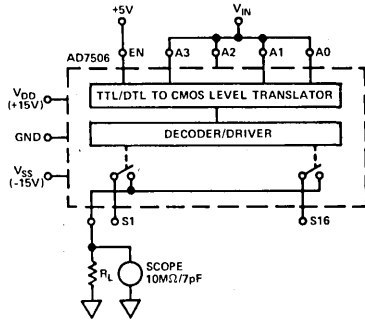 +5V
VIN
AD7506
EN
A3
A2
A1
A0
VDD
(+15V)
TTL/DTL TO CMOS LEVEL TRANSLATOR
GND
DECODER/DRIVER
VSS
(-15V)
S1
S16
RL
SCOPE
10MΩ/7pF